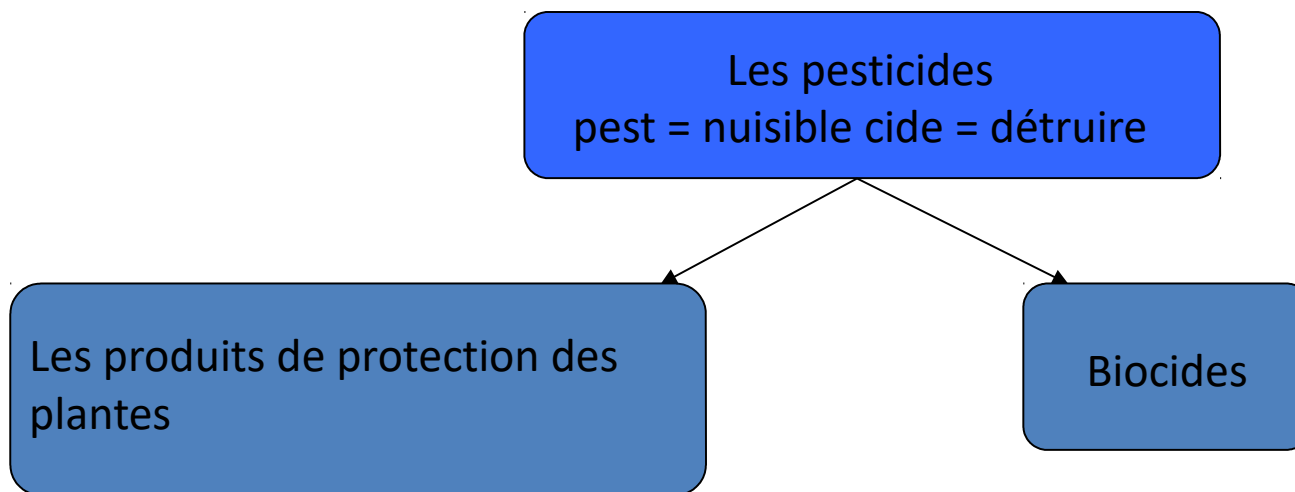 Les pesticides
pest = nuisible cide = détruire
Les produits de protection des
plantes
Biocides